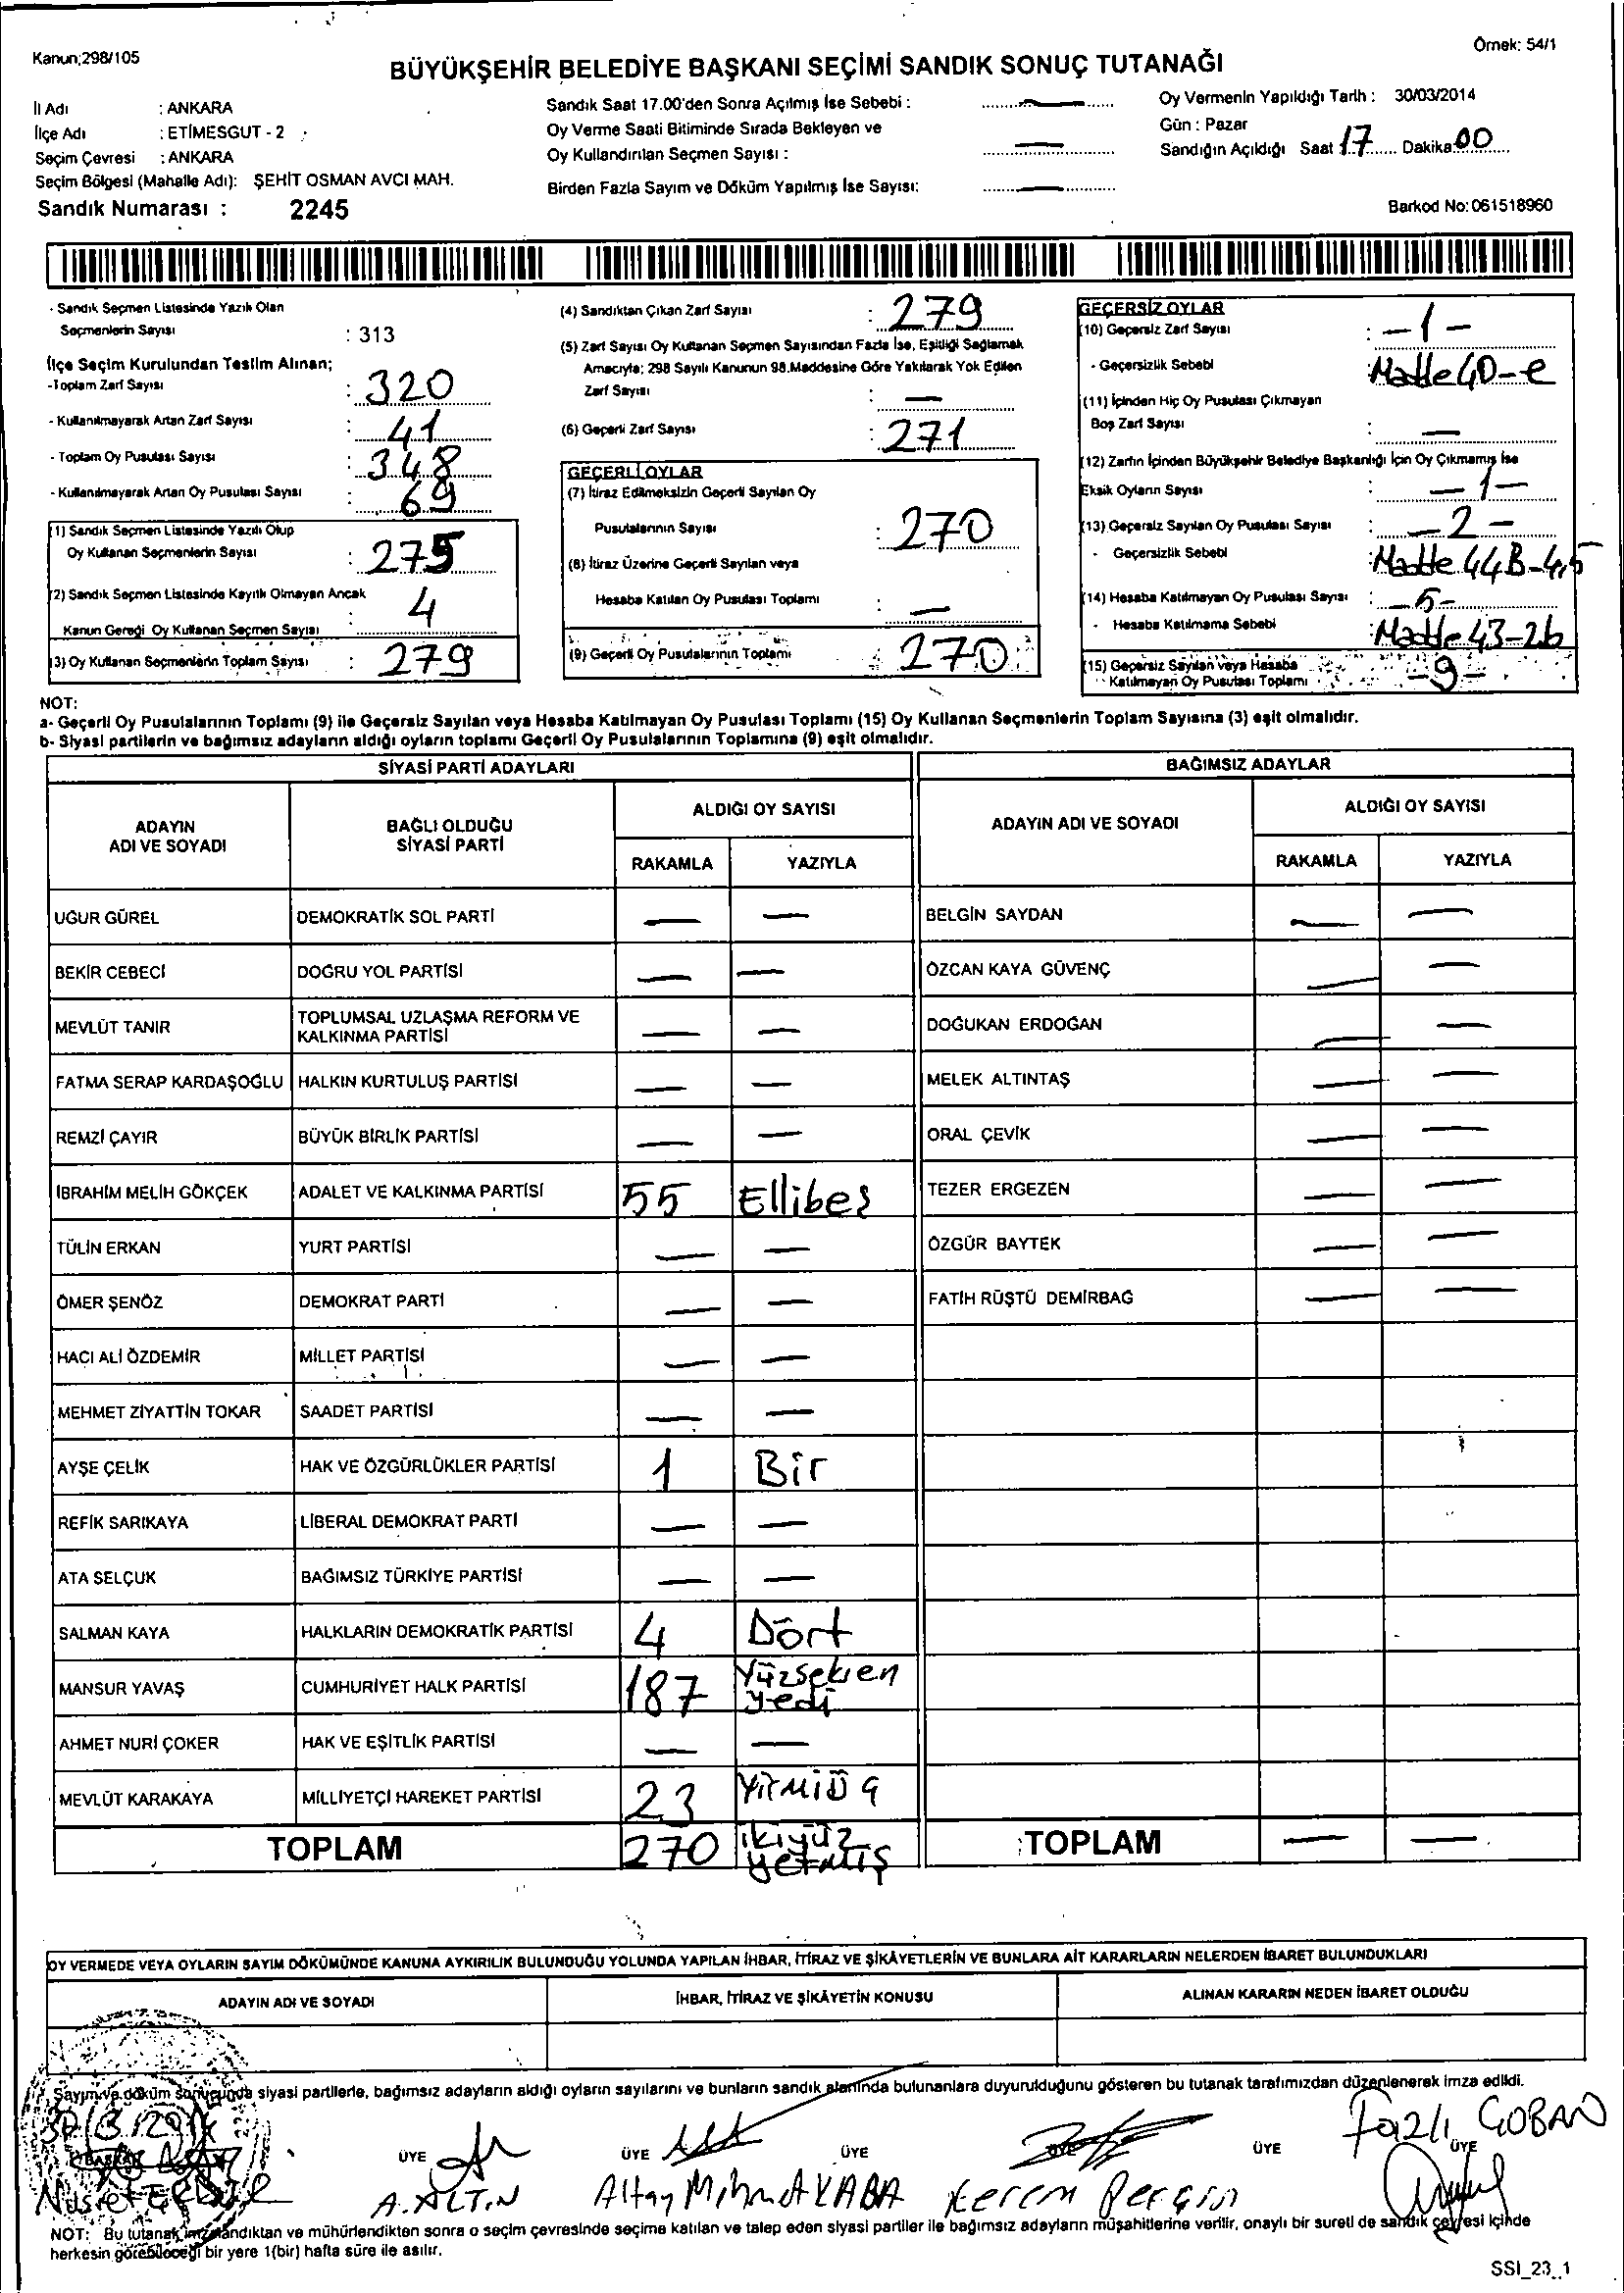 Kanun;298/105
Örnek: 54/1
BÜYÜKŞEHİR BELEDİYE BAŞKANI SEÇİMİ SANDIK SONUÇ TUTANAĞI
İl Adı : ANKARA
İlçe Adı : ETİMESGUT - 2
Seçim Çevresi : ANKARA
Seçim Bölgesi (Mahalle Adı): ŞEHİT OSMAN AVCI MAH.
Sandık Numarası : 2245
Sandık Saat 17.00'den Sonra Açılmış İse Sebebi :
Oy Verme Saati Bitiminde Sırada Bekleyen ve
Oy Kullandırılan Seçmen Sayısı :
Birden Fazla Sayım ve Döküm Yapılmış İse Sayısı:
Oy Vermenin Yapıldığı Tarih : 30/03/2014
Gün : Pazar
Sandığın Açıldığı Saat 17 Dakika 00
Barkod No: 061518960
- Sandık Seçmen Listesinde Yazılı Olan
Seçmenlerin Sayısı : 313
İlçe Seçim Kurulundan Teslim Alınan;
-Toplam Zarf Sayısı : 320
- Kullanılmayarak Artan Zarf Sayısı : 41
- Toplam Oy Pusulası Sayısı : 348
- Kullanılmayarak Artan Oy Pusulası Sayısı : 69
(1) Sandık Seçmen Listesinde Yazılı Olup
Oy Kullanan Seçmenlerin Sayısı : 275
(2) Sandık Seçmen Listesinde Kayıtlı Olmayan Ancak
Kanun Gereği Oy Kullanan Seçmen Sayısı : 4
(3) Oy Kullanan Seçmenlerin Toplam Sayısı : 279
(4) Sandıktan Çıkan Zarf Sayısı : 279
(5) Zarf Sayısı Oy Kullanan Seçmen Sayısından Fazla İse, Eşitliği Sağlamak
Amacıyla; 298 Sayılı Kanunun 98.Maddesine Göre Yakılarak Yok Edilen
Zarf Sayısı : —
(6) Geçerli Zarf Sayısı : 271
GEÇERLİ OYLAR
(7) İtiraz Edilmeksizin Geçerli Sayılan Oy
Pusulalarının Sayısı : 270
(8) İtiraz Üzerine Geçerli Sayılan veya
Hesaba Katılan Oy Pusulası Toplamı : —
(9) Geçerli Oy Pusulalarının Toplamı : 270
GEÇERSİZ OYLAR
(10) Geçersiz Zarf Sayısı : -1-
- Geçersizlik Sebebi : Madde 40-e
(11) İçinden Hiç Oy Pusulası Çıkmayan
Boş Zarf Sayısı : —
(12) Zarfın İçinden Büyükşehir Belediye Başkanlığı İçin Oy Çıkmamış İse
Eksik Oyların Sayısı : -1-
(13) Geçersiz Sayılan Oy Pusulası Sayısı : -2-
- Geçersizlik Sebebi : Madde 44B-4,5
(14) Hesaba Katılmayan Oy Pusulası Sayısı : -5-
- Hesaba Katılmama Sebebi : Madde 43-2b
(15) Geçersiz Sayılan veya Hesaba
Katılmayan Oy Pusulası Toplamı : -9-
NOT:
a- Geçerli Oy Pusulalarının Toplamı (9) ile Geçersiz Sayılan veya Hesaba Katılmayan Oy Pusulası Toplamı (15) Oy Kullanan Seçmenlerin Toplam Sayısına (3) eşit olmalıdır.
b- Siyasi partilerin ve bağımsız adayların aldığı oyların toplamı Geçerli Oy Pusulalarının Toplamına (9) eşit olmalıdır.
SİYASİ PARTİ ADAYLARI
ADAYIN ADI VE SOYADI
BAĞLI OLDUĞU SİYASİ PARTİ
ALDIĞI OY SAYISI
RAKAMLA YAZIYLA
UĞUR GÜREL DEMOKRATİK SOL PARTİ — —
BEKİR CEBECİ DOĞRU YOL PARTİSİ — —
MEVLÜT TANIR TOPLUMSAL UZLAŞMA REFORM VE KALKINMA PARTİSİ — —
FATMA SERAP KARDAŞOĞLU HALKIN KURTULUŞ PARTİSİ — —
REMZİ ÇAYIR BÜYÜK BİRLİK PARTİSİ — —
İBRAHİM MELİH GÖKÇEK ADALET VE KALKINMA PARTİSİ 55 Ellibeş
TÜLİN ERKAN YURT PARTİSİ — —
ÖMER ŞENÖZ DEMOKRAT PARTİ — —
HACI ALİ ÖZDEMİR MİLLET PARTİSİ — —
MEHMET ZİYATTİN TOKAR SAADET PARTİSİ — —
AYŞE ÇELİK HAK VE ÖZGÜRLÜKLER PARTİSİ 1 Bir
REFİK SARIKAYA LİBERAL DEMOKRAT PARTİ — —
ATA SELÇUK BAĞIMSIZ TÜRKİYE PARTİSİ — —
SALMAN KAYA HALKLARIN DEMOKRATİK PARTİSİ 4 Dört
MANSUR YAVAŞ CUMHURİYET HALK PARTİSİ 187 Yüzseksen yedi
AHMET NURİ ÇOKER HAK VE EŞİTLİK PARTİSİ — —
MEVLÜT KARAKAYA MİLLİYETÇİ HAREKET PARTİSİ 23 Yirmiüç
TOPLAM 270 ikiyüz yetmiş
BAĞIMSIZ ADAYLAR
ADAYIN ADI VE SOYADI
ALDIĞI OY SAYISI
RAKAMLA YAZIYLA
BELGİN SAYDAN — —
ÖZCAN KAYA GÜVENÇ — —
DOĞUKAN ERDOĞAN — —
MELEK ALTINTAŞ — —
ORAL ÇEVİK — —
TEZER ERGEZEN — —
ÖZGÜR BAYTEK — —
FATİH RÜŞTÜ DEMİRBAĞ — —
TOPLAM — —
OY VERMEDE VEYA OYLARIN SAYIM DÖKÜMÜNDE KANUNA AYKIRILIK BULUNDUĞU YOLUNDA YAPILAN İHBAR, İTİRAZ VE ŞİKÂYETLERİN VE BUNLARA AİT KARARLARIN NELERDEN İBARET BULUNDUKLARI
ADAYIN ADI VE SOYADI
İHBAR, İTİRAZ VE ŞİKÂYETİN KONUSU
ALINAN KARARIN NEDEN İBARET OLDUĞU
Sayım ve döküm sonucunda siyasi partilerle, bağımsız adayların aldığı oyların sayılarını ve bunların sandık alanında bulunanlara duyurulduğunu gösteren bu tutanak tarafımızdan düzenlenerek imza edildi.
30/3/2014
BAŞKAN ÜYE ÜYE ÜYE ÜYE ÜYE
Fazlı ÇOBAN
Nusret
A. ALTIN
Altay Mehmet KABA
Kerem
NOT: Bu tutanak imzalandıktan ve mühürlendikten sonra o seçim çevresinde seçime katılan ve talep eden siyasi partiler ile bağımsız adayların müşahitlerine verilir, onaylı bir sureti de sandık çevresi içinde
herkesin görebileceği bir yere 1(bir) hafta süre ile asılır.
SSI_23_1